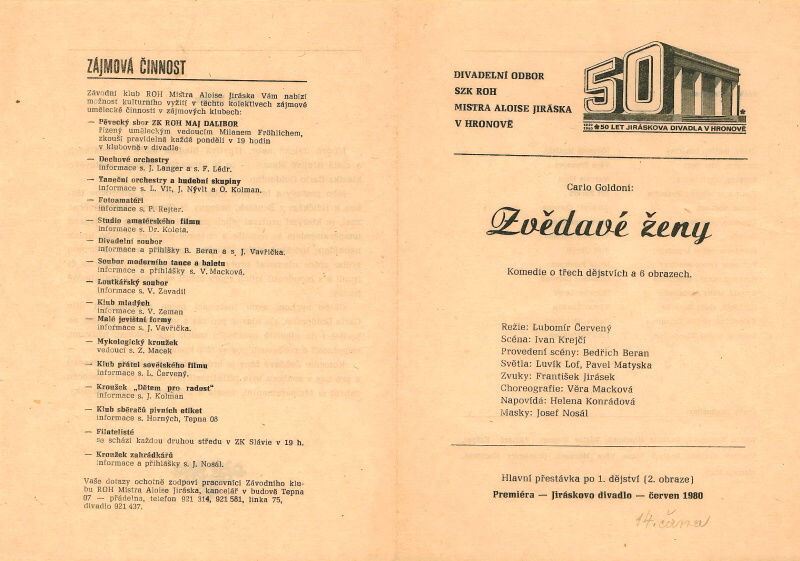 ZÁJMOVÁ ČINNOST
Závodní klub ROH Mistra Aloise Jiráska Vám nabízí
možnost kulturního vyžití v těchto kolektivech zájmové
umělecké činnosti v zájmových klubech:
— Pěvecký sbor ZK ROH MAJ DALIBOR
řízený uměleckým vedoucím Milanem Fröhlichem,
zkouší pravidelně každé pondělí v 19 hodin
v klubovně v divadle
— Dechové orchestry
informace s. J. Langer a s. F. Lédr.
— Taneční orchestry a hudební skupiny
informace s. L. Vít, J. Nývlt a O. Kolman.
— Fotoamatéři
informace s. P. Rejtar.
— Studio amatérského filmu
informace s. Dr. Koleta.
— Divadelní soubor
informace a přihlášky B. Beran a s. J. Vavřička.
— Soubor moderního tance a baletu
informace a přihlášky s. V. Macková.
— Loutkářský soubor
informace s. V. Zavadil
— Klub mladých
informace s. V. Zeman
— Malé jevištní formy
informace s. J. Vavřička.
— Mykologický kroužek
vedoucí s. Z. Macek
— Klub přátel sovětského filmu
informace s. L. Červený.
— Kroužek „Dětem pro radost"
informace s. J. Kolman
— Klub sběračů pivních etiket
informace s. Horných, Tepna 08
— Filatelisté
se schází každou druhou středu v ZK Slávie v 19 h.
— Kroužek zahrádkářů
informace a přihlášky s. J. Nosál.
Vaše dotazy ochotně zodpoví pracovníci Závodního klu-
bu ROH Mistra Aloise Jiráska, kancelář v budově Tepna
07 — přádelna, telefon 921 314, 921 581, linka 75,
divadlo 921 437.
DIVADELNÍ ODBOR
SZK ROH
MISTRA ALOISE JIRÁSKA
V HRONOVĚ
50
50 LET JIRÁSKOVA DIVADLA V HRONOVĚ
Carlo Goldoni:
Zvědavé ženy
Komedie o třech dějstvích a 6 obrazech.
Režie: Lubomír Červený
Scéna: Ivan Krejčí
Provedení scény: Bedřich Beran
Světla: Luvík Lof, Pavel Matyska
Zvuky: František Jirásek
Choreografie: Věra Macková
Napovídá: Helena Konrádová
Masky: Josef Nosál
Hlavní přestávka po 1. dějství (2. obraze)
Premiéra — Jiráskovo divadlo — červen 1980
14. června